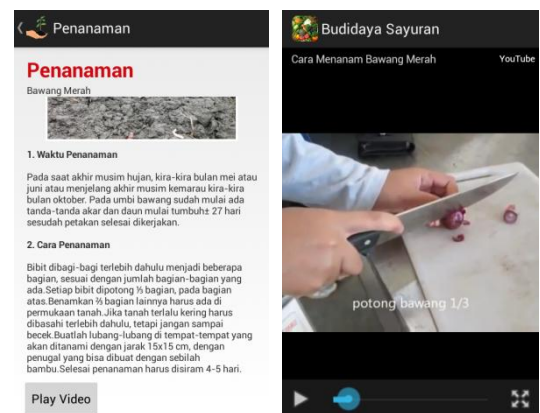 Penanaman
Penanaman
Bawang Merah
1. Waktu Penanaman
Pada saat akhir musim hujan, kira-kira bulan mei atau
juni atau menjelang akhir musim kemarau kira-kira
bulan oktober. Pada umbi bawang sudah mulai ada
tanda-tanda akar dan daun mulai tumbuh± 27 hari
sesudah petakan selesai dikerjakan.
2. Cara Penanaman
Bibit dibagi-bagi terlebih dahulu menjadi beberapa
bagian, sesuai dengan jumlah bagian-bagian yang
ada.Setiap bibit dipotong ⅓ bagian, pada bagian
atas.Benamkan ⅔ bagian lainnya harus ada di
permukaan tanah.Jika tanah terlalu kering harus
dibasahi terlebih dahulu, tetapi jangan sampai
becek.Buatlah lubang-lubang di tempat-tempat yang
akan ditanami dengan jarak 15x15 cm, dengan
penugal yang bisa dibuat dengan sebilah
bambu.Selesai penanaman harus disiram 4-5 hari.
Play Video
Budidaya Sayuran
Cara Menanam Bawang Merah
YouTube
potong bawang 1/3